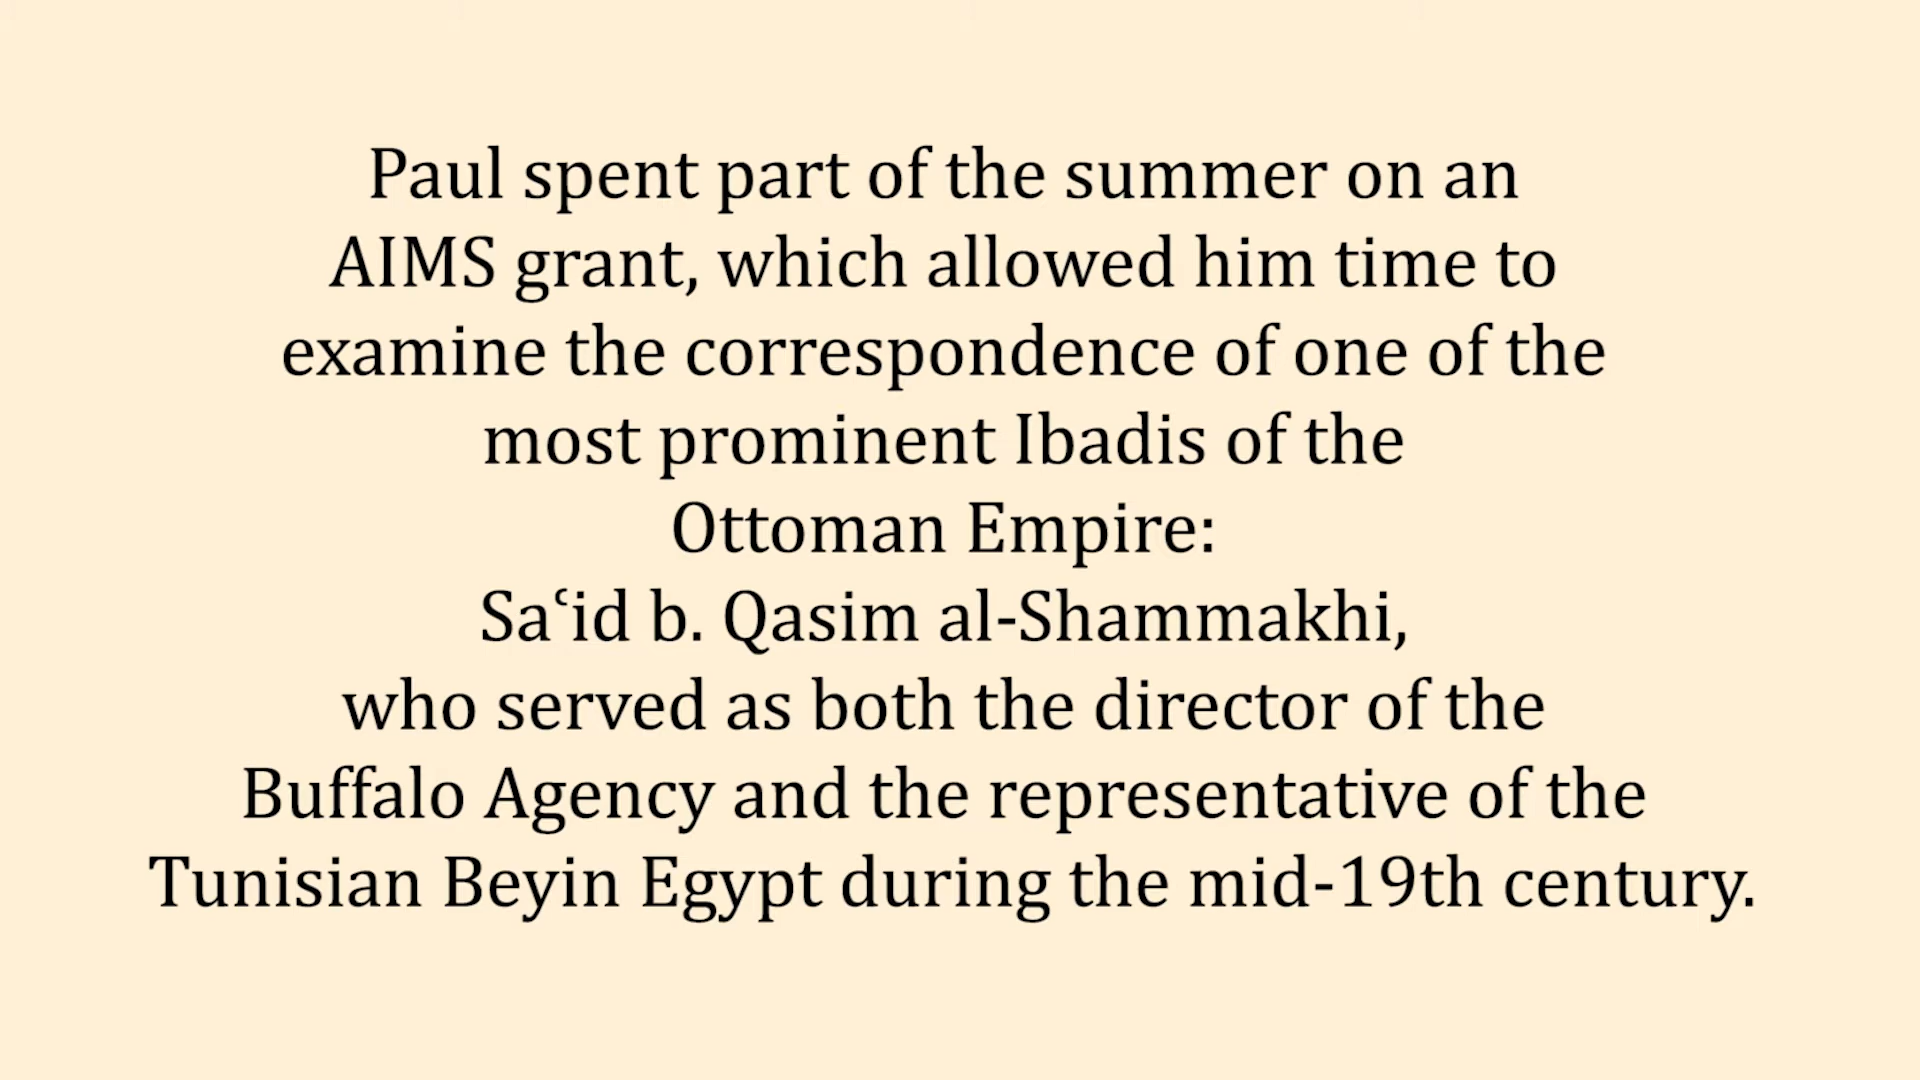 Paul spent part of the summer on an
AIMS grant, which allowed him time to
examine the correspondence of one of the
most prominent Ibadis of the
Ottoman Empire:
Saʿid b. Qasim al-Shammakhi,
who served as both the director of the
Buffalo Agency and the representative of the
Tunisian Beyin Egypt during the mid-19th century.